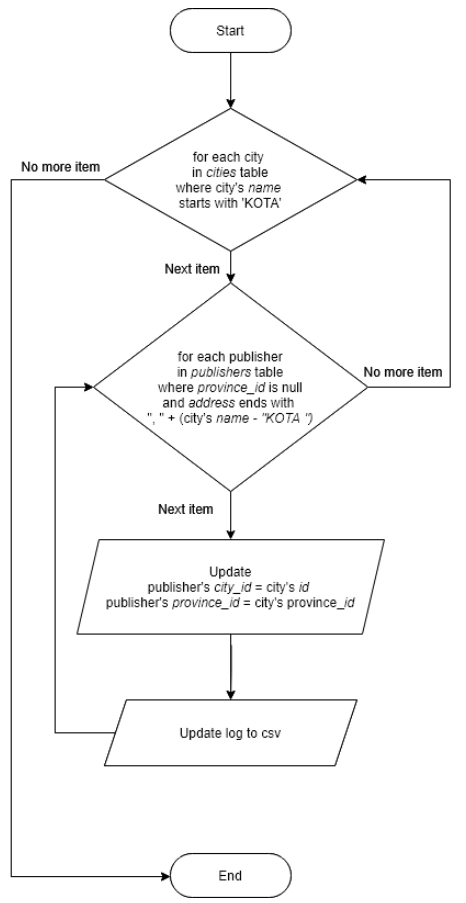 Start
for each city
in cities table
where city's name
starts with 'KOTA'
No more item
Next item
for each publisher
in publishers table
where province_id is null
and address ends with
", " + (city's name - "KOTA ")
No more item
Next item
Update
publisher's city_id = city's id
publisher's province_id = city's province_id
Update log to csv
End